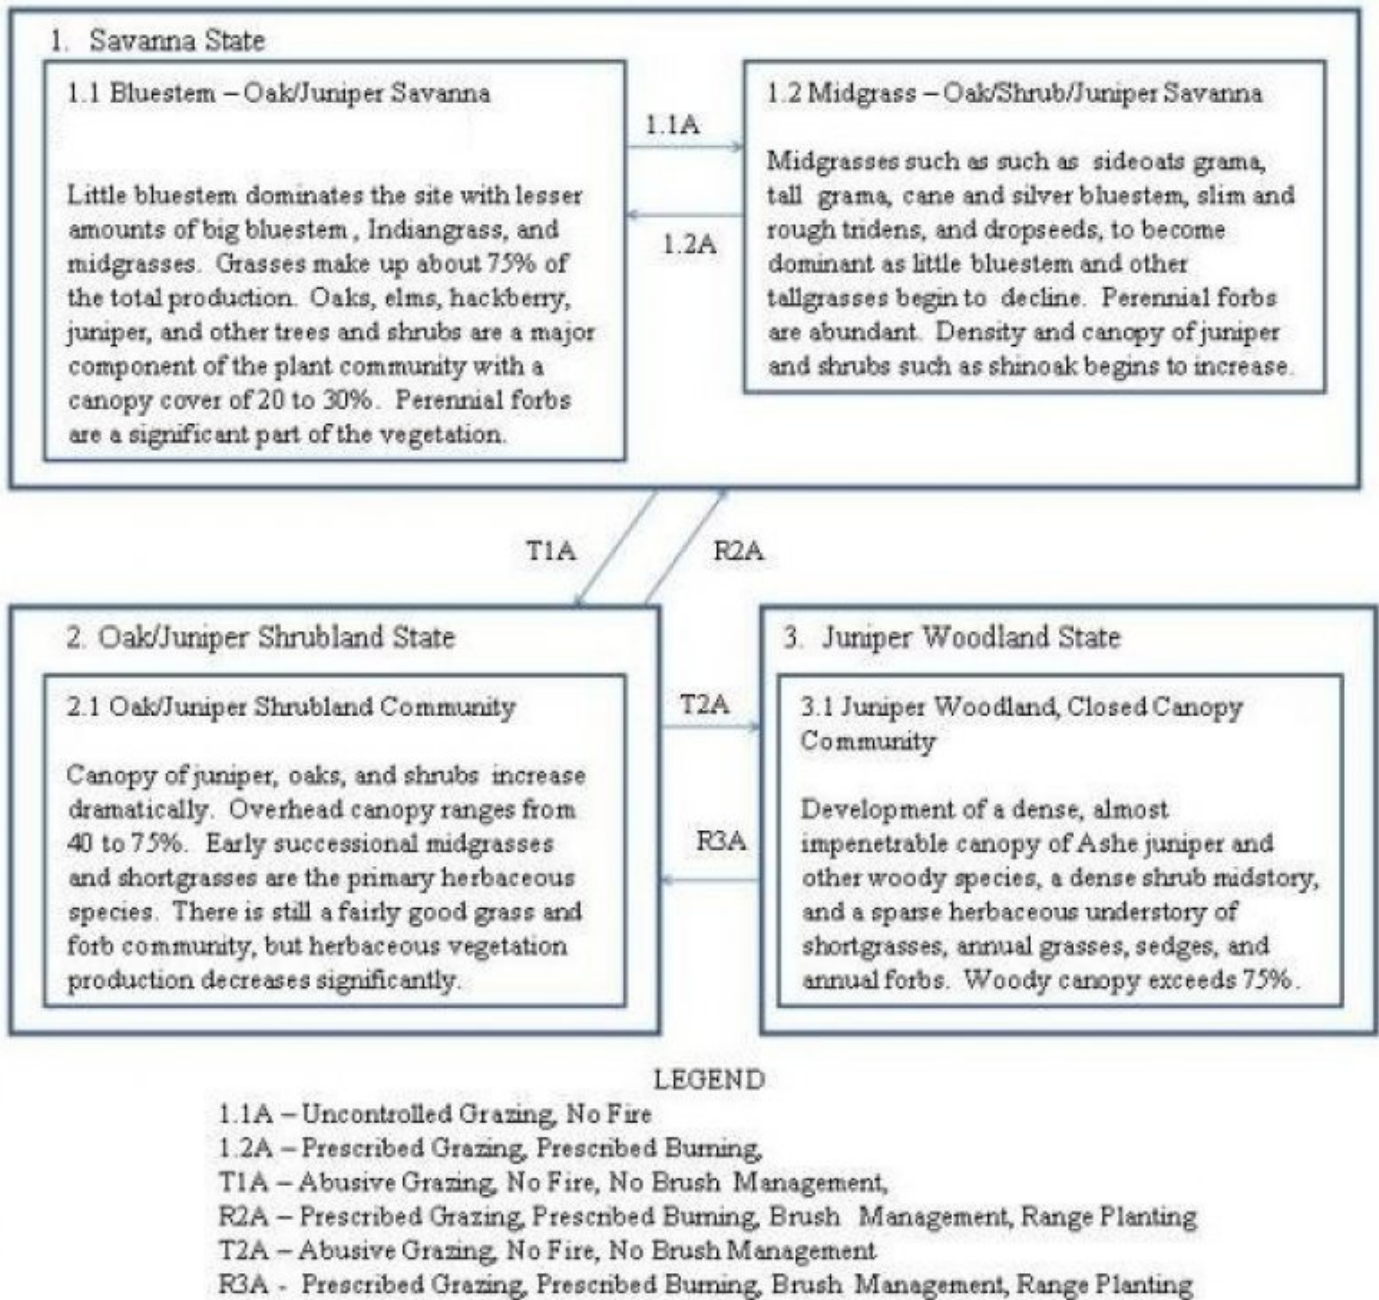 1. Savanna State
1.1 Bluestem – Oak/Juniper Savanna
Little bluestem dominates the site with lesser
amounts of big bluestem , Indiangrass, and
midgrasses. Grasses make up about 75% of
the total production. Oaks, elms, hackberry,
juniper, and other trees and shrubs are a major
component of the plant community with a
canopy cover of 20 to 30%. Perennial forbs
are a significant part of the vegetation.
1.1A
1.2A
1.2 Midgrass – Oak/Shrub/Juniper Savanna
Midgrasses such as such as sideoats grama,
tall grama, cane and silver bluestem, slim and
rough tridens, and dropseeds, to become
dominant as little bluestem and other
tallgrasses begin to decline. Perennial forbs
are abundant. Density and canopy of juniper
and shrubs such as shinoak begins to increase.
T1A
R2A
2. Oak/Juniper Shrubland State
2.1 Oak/Juniper Shrubland Community
Canopy of juniper, oaks, and shrubs increase
dramatically. Overhead canopy ranges from
40 to 75%. Early successional midgrasses
and shortgrasses are the primary herbaceous
species. There is still a fairly good grass and
forb community, but herbaceous vegetation
production decreases significantly.
T2A
R3A
3. Juniper Woodland State
3.1 Juniper Woodland, Closed Canopy
Community
Development of a dense, almost
impenetrable canopy of Ashe juniper and
other woody species, a dense shrub midstory,
and a sparse herbaceous understory of
shortgrasses, annual grasses, sedges, and
annual forbs. Woody canopy exceeds 75%.
LEGEND
1.1A – Uncontrolled Grazing, No Fire
1.2A – Prescribed Grazing, Prescribed Burning,
T1A – Abusive Grazing, No Fire, No Brush Management,
R2A – Prescribed Grazing, Prescribed Burning, Brush Management, Range Planting
T2A – Abusive Grazing, No Fire, No Brush Management
R3A - Prescribed Grazing, Prescribed Burning, Brush Management, Range Planting